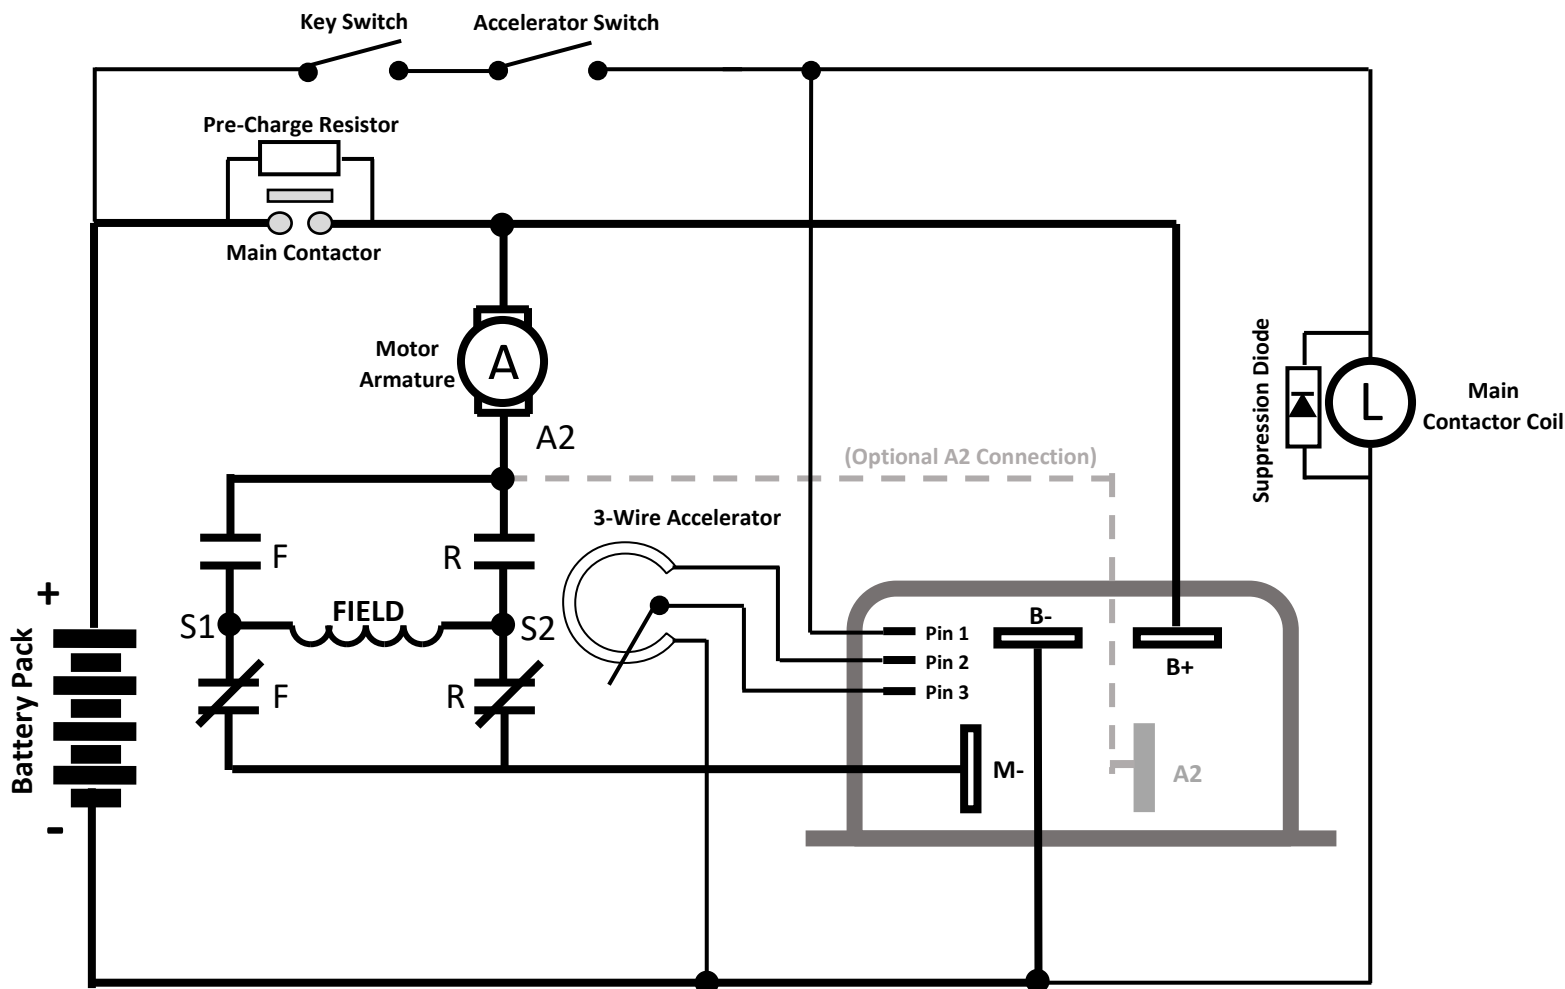 Key Switch
Accelerator Switch
Pre-Charge Resistor
Main Contactor
Motor
Armature
A
A2
Suppression Diode
L
Main
Contactor Coil
(Optional A2 Connection)
3-Wire Accelerator
F
R
S1
FIELD
S2
F
R
+
Battery Pack
-
Pin 1
Pin 2
Pin 3
B-
B+
M-
A2